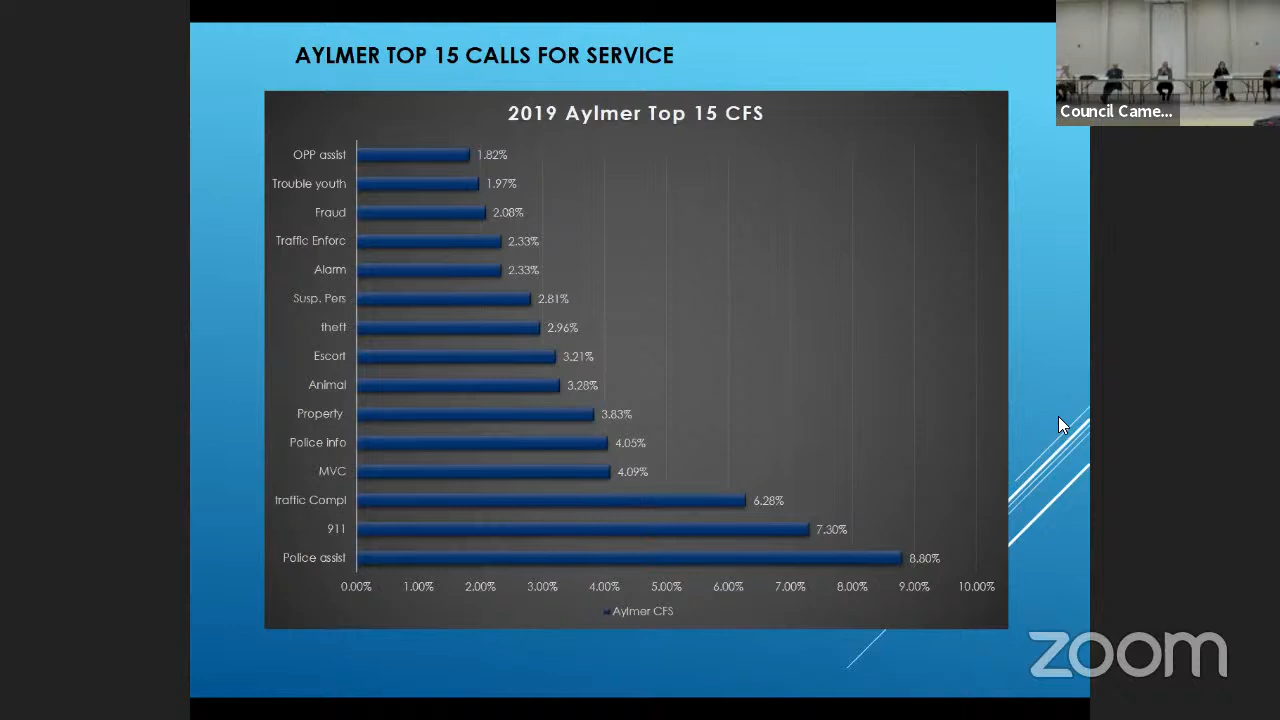 AYLMER TOP 15 CALLS FOR SERVICE
Council Came...
2019 Aylmer Top 15 CFS
OPP assist 1.82%
Trouble youth 1.97%
Fraud 2.08%
Traffic Enforc 2.33%
Alarm 2.33%
Susp. Pers 2.81%
theft 2.96%
Escort 3.21%
Animal 3.28%
Property 3.83%
Police info 4.05%
MVC 4.09%
traffic Compl 6.28%
911 7.30%
Police assist 8.80%
0.00% 1.00% 2.00% 3.00% 4.00% 5.00% 6.00% 7.00% 8.00% 9.00% 10.00%
Aylmer CFS
zoom